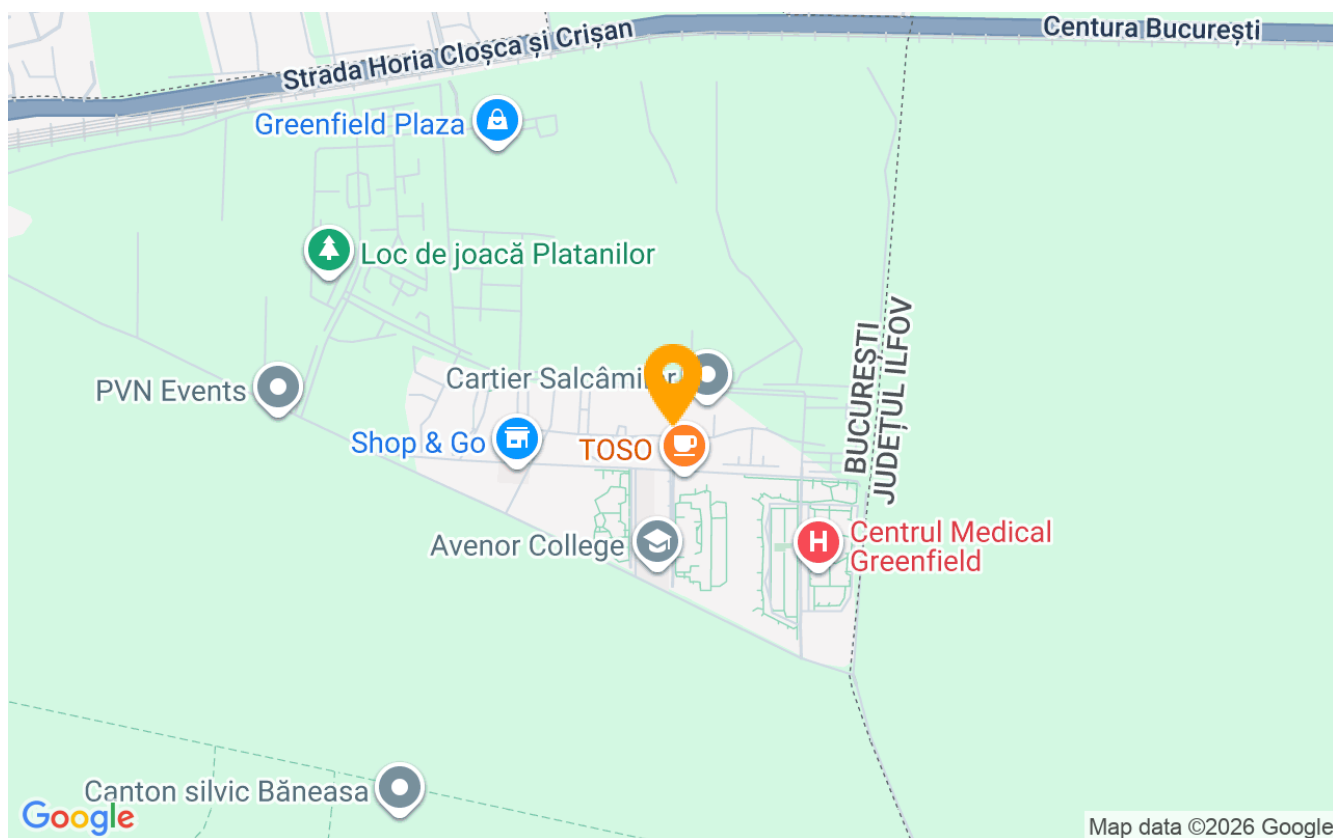 Centura București
Strada Horia Cloșca și Crișan
Greenfield Plaza
Loc de joacă Platanilor
BUCUREȘTI
JUDEȚUL ILFOV
Cartier Salcâmilor
PVN Events
Shop & Go
TOSO
Avenor College
H
Centrul Medical
Greenfield
Canton silvic Băneasa
Google
Map data ©2026 Google